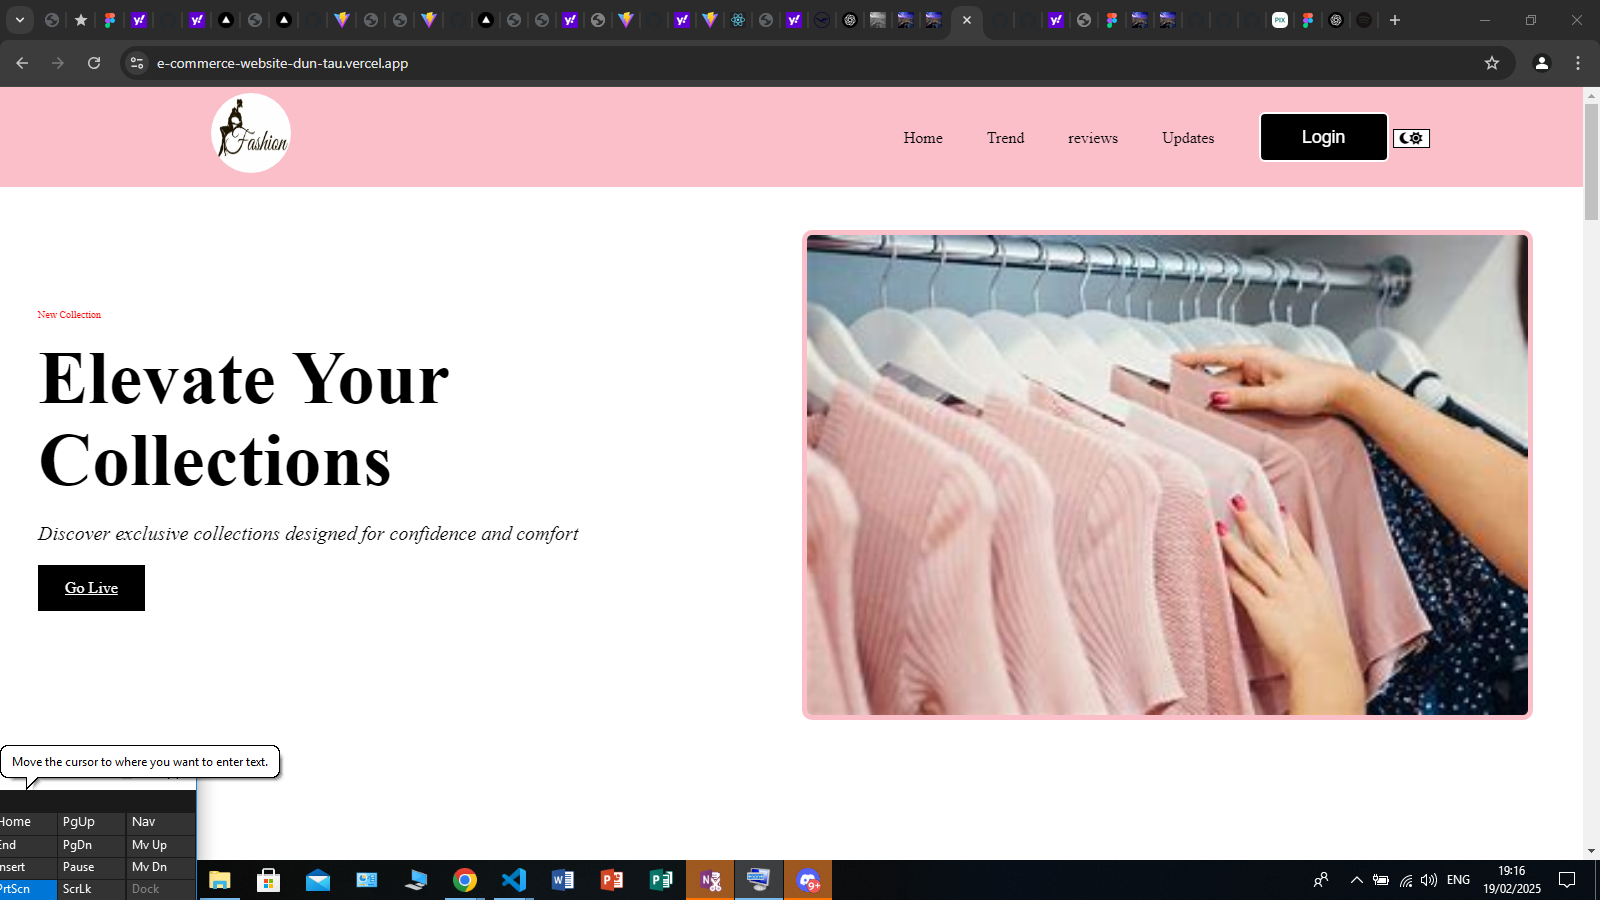 e-commerce-website-dun-tau.vercel.app
Fashion
Home
Trend
reviews
Updates
Login
New Collection
Elevate Your
Collections
Discover exclusive collections designed for confidence and comfort
Go Live
Move the cursor to where you want to enter text.
Home PgUp Nav
End PgDn Mv Up
Insert Pause Mv Dn
PrtScn ScrLk Dock
PIX
9+
ENG
19:16
19/02/2025